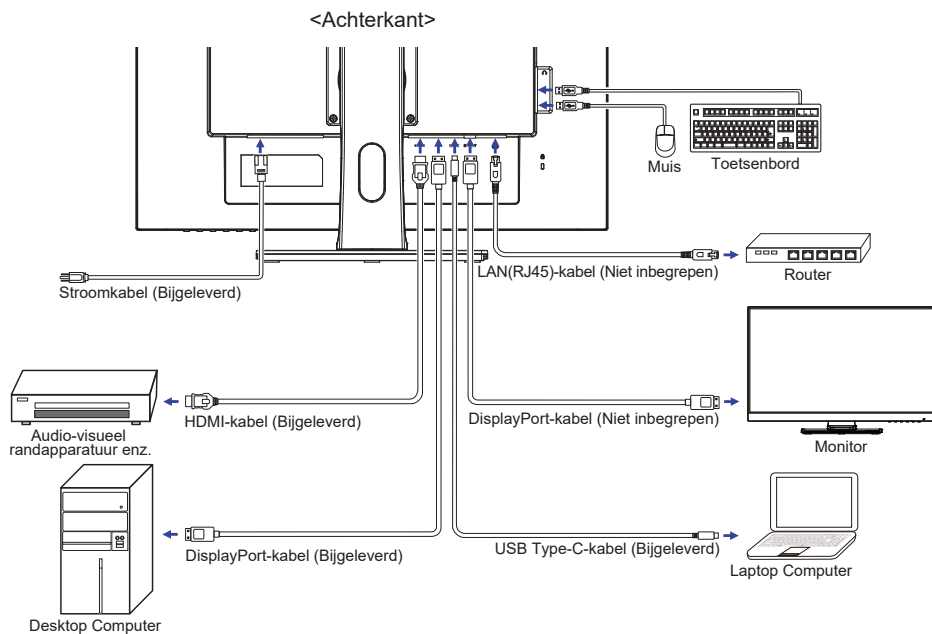 <Achterkant>
Muis
Toetsenbord
LAN(RJ45)-kabel (Niet inbegrepen)
Router
Stroomkabel (Bijgeleverd)
HDMI-kabel (Bijgeleverd)
DisplayPort-kabel (Niet inbegrepen)
Audio-visueel
randapparatuur enz.
Monitor
DisplayPort-kabel (Bijgeleverd)
USB Type-C-kabel (Bijgeleverd)
Laptop Computer
Desktop Computer